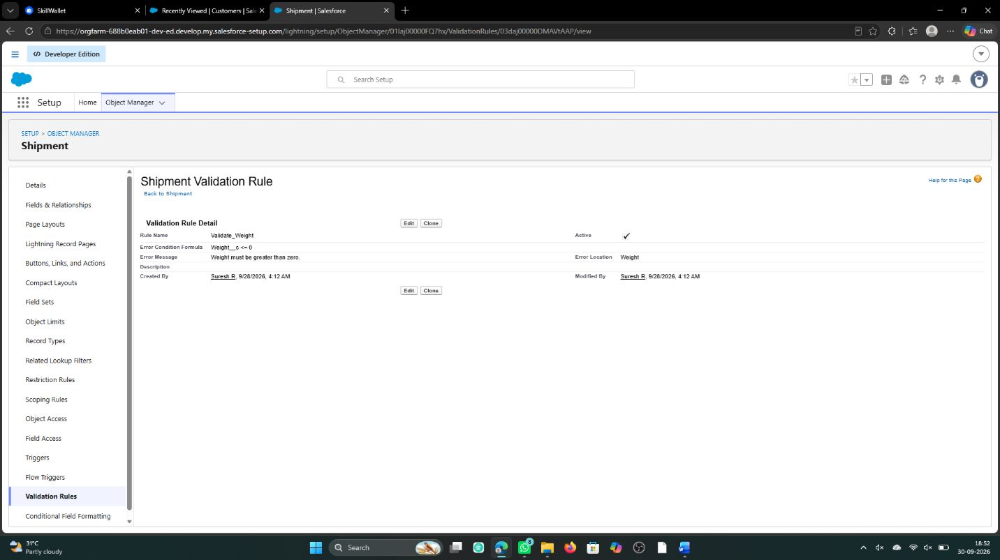 SkillWallet
Recently Viewed | Customers | Sale
Shipment | Salesforce
https://orgfarm-688b0eab01-dev-ed.develop.my.salesforce-setup.com/lightning/setup/ObjectManager/01Iaj00000FQ7hx/ValidationRules/03daj00000DMAVtAAP/view
Chat
Developer Edition
Search Setup
Setup
Home
Object Manager
SETUP > OBJECT MANAGER
Shipment
Details
Fields & Relationships
Page Layouts
Lightning Record Pages
Buttons, Links, and Actions
Compact Layouts
Field Sets
Object Limits
Record Types
Related Lookup Filters
Restriction Rules
Scoping Rules
Object Access
Field Access
Triggers
Flow Triggers
Validation Rules
Conditional Field Formatting
Shipment Validation Rule
Back to Shipment
Help for this Page
Validation Rule Detail
Edit Clone
Rule Name Validate_Weight Active
Error Condition Formula Weight__c <= 0
Error Message Weight must be greater than zero. Error Location Weight
Description
Created By Suresh R, 9/28/2026, 4:12 AM Modified By Suresh R, 9/28/2026, 4:12 AM
Edit Clone
31°C
Partly cloudy
Search
8
18:52
30-09-2026